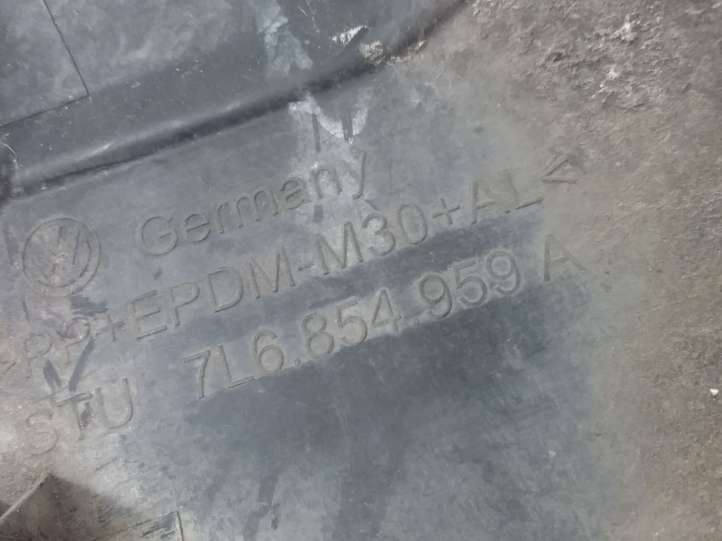 Germany
>PP+EPDM-M30+AL<
STU 7L6.854.959 A